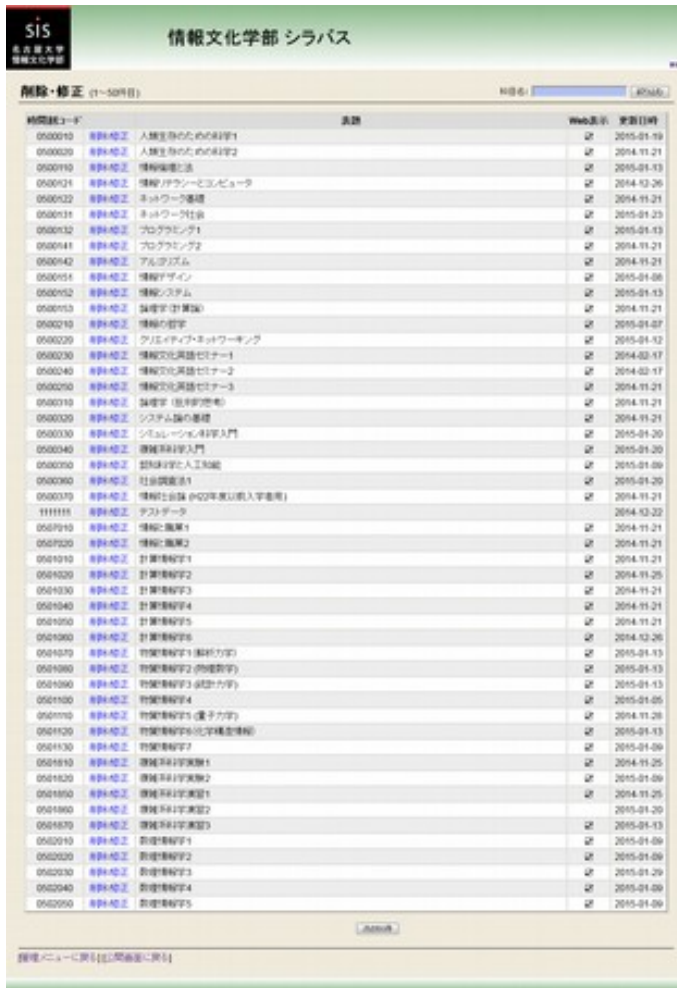 sis
名古屋大学
情報文化学部
情報文化学部 シラバス
削除・修正 (1~50件目)
科目名:
時間割コード 表題 Web表示 更新日時
0500010 削除・修正 人類生存のための科学1 2015-01-19
0500020 削除・修正 人類生存のための科学2 2014-11-21
0500110 削除・修正 情報倫理と法 2015-01-13
0500121 削除・修正 情報リテラシーとコンピュータ 2014-12-26
0500122 削除・修正 ネットワーク基礎 2014-11-21
0500131 削除・修正 ネットワーク社会 2015-01-23
0500132 削除・修正 プログラミング1 2015-01-13
0500141 削除・修正 プログラミング2 2014-11-21
0500142 削除・修正 アルゴリズム 2014-11-21
0500151 削除・修正 情報デザイン 2015-01-08
0500152 削除・修正 情報システム 2015-01-13
0500153 削除・修正 論理学(計算論) 2014-11-21
0500210 削除・修正 情報の哲学 2015-01-07
0500220 削除・修正 クリエイティブ・ネットワーキング 2015-01-12
0500230 削除・修正 情報文化英語セミナー1 2014-02-17
0500240 削除・修正 情報文化英語セミナー2 2014-02-17
0500250 削除・修正 情報文化英語セミナー3 2014-11-21
0500310 削除・修正 論理学(批判的思考) 2014-11-21
0500320 削除・修正 システム論の基礎 2014-11-21
0500330 削除・修正 シミュレーション科学入門 2015-01-20
0500340 削除・修正 複雑系科学入門 2015-01-20
0500350 削除・修正 認知科学と人工知能 2015-01-09
0500360 削除・修正 社会調査法1 2015-01-20
0500370 削除・修正 情報社会論 (H22年度以前入学者用) 2014-11-21
1111111 削除・修正 テストデータ 2014-12-22
0507010 削除・修正 情報と職業1 2014-11-21
0507020 削除・修正 情報と職業2 2014-11-21
0501010 削除・修正 計算情報学1 2014-11-21
0501020 削除・修正 計算情報学2 2014-11-25
0501030 削除・修正 計算情報学3 2014-11-21
0501040 削除・修正 計算情報学4 2014-11-21
0501050 削除・修正 計算情報学5 2014-11-21
0501060 削除・修正 計算情報学6 2014-12-26
0501070 削除・修正 物質情報学1(解析力学) 2015-01-13
0501080 削除・修正 物質情報学2(物理数学) 2015-01-13
0501090 削除・修正 物質情報学3(統計力学) 2015-01-13
0501100 削除・修正 物質情報学4 2015-01-05
0501110 削除・修正 物質情報学5(量子力学) 2014-11-28
0501120 削除・修正 物質情報学6(化学構造情報) 2015-01-13
0501130 削除・修正 物質情報学7 2015-01-09
0501810 削除・修正 複雑系科学実験1 2014-11-25
0501820 削除・修正 複雑系科学実験2 2015-01-09
0501850 削除・修正 複雑系科学演習1 2014-11-25
0501860 削除・修正 複雑系科学演習2 2015-01-20
0501870 削除・修正 複雑系科学演習3 2015-01-13
0502010 削除・修正 数理情報学1 2015-01-09
0502020 削除・修正 数理情報学2 2015-01-09
0502030 削除・修正 数理情報学3 2015-01-29
0502040 削除・修正 数理情報学4 2015-01-09
0502050 削除・修正 数理情報学5 2015-01-09
[管理メニューに戻る][公開画面に戻る]